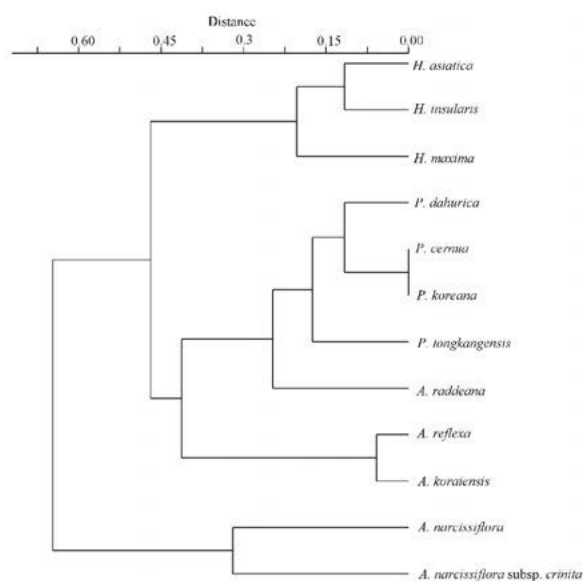 Distance
0.60 0.45 0.3 0.15 0.00
H. asiatica
H. insularis
H. maxima
P. dahurica
P. cernua
P. koreana
P. tongkangensis
A. raddeana
A. reflexa
A. koraiensis
A. narcissiflora
A. narcissiflora subsp. crinita